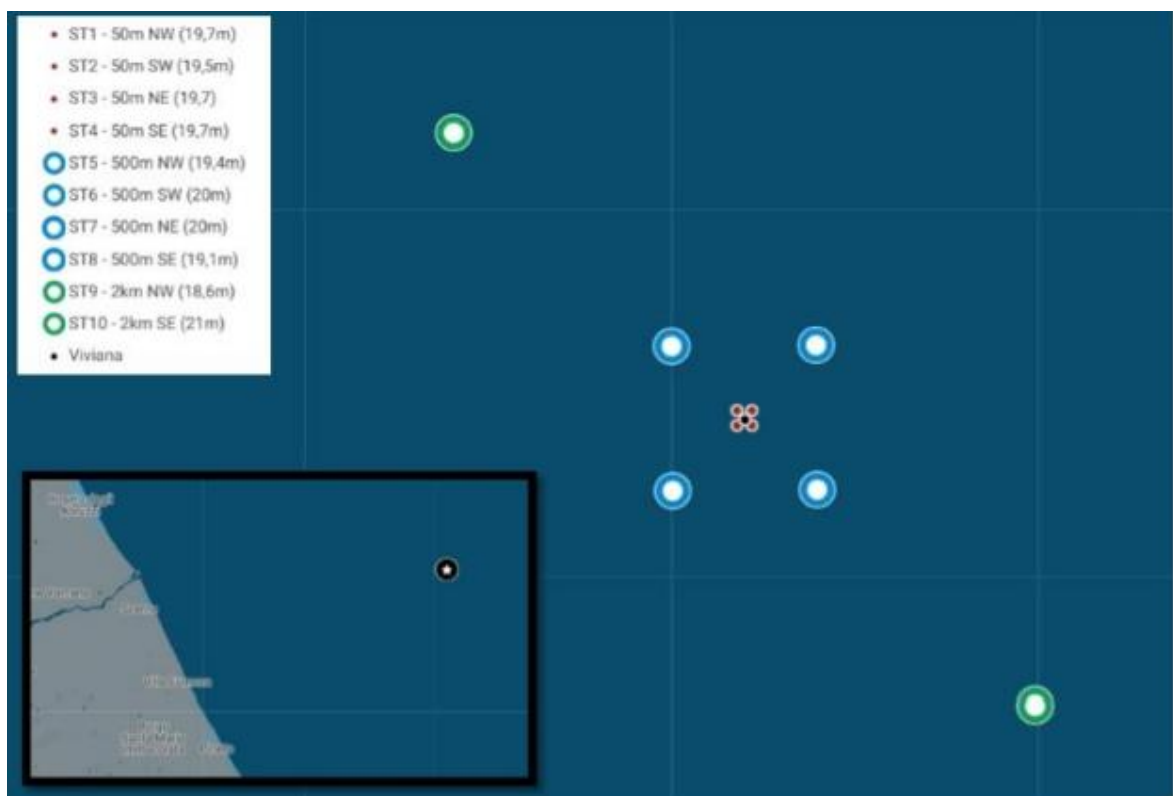 ST1 - 50m NW (19,7m)
ST2 - 50m SW (19,5m)
ST3 - 50m NE (19,7)
ST4 - 50m SE (19,7m)
ST5 - 500m NW (19,4m)
ST6 - 500m SW (20m)
ST7 - 500m NE (20m)
ST8 - 500m SE (19,1m)
ST9 - 2km NW (18,6m)
ST10 - 2km SE (21m)
Viviana